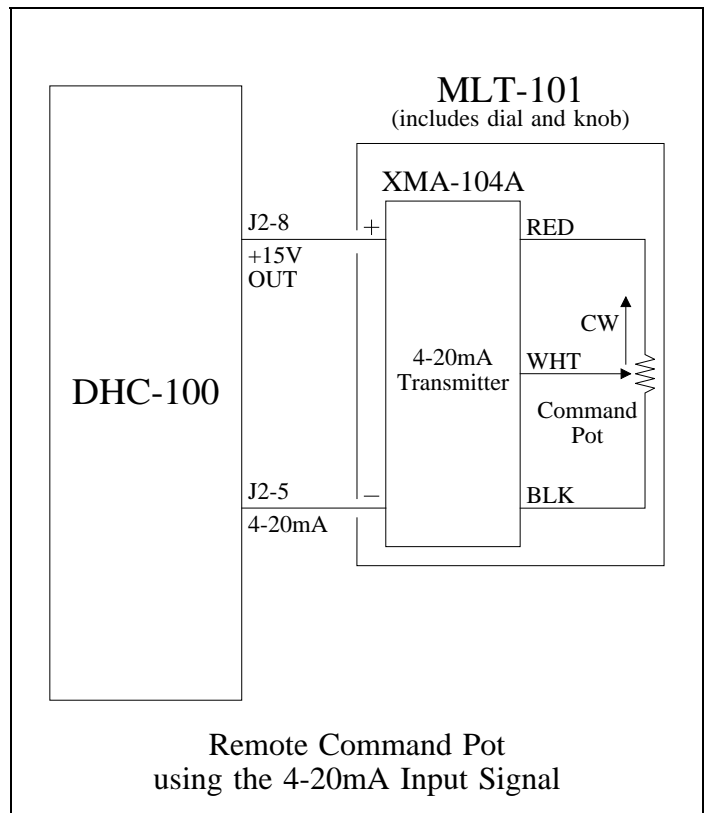 MLT-101
(includes dial and knob)
XMA-104A
J2-8
+
RED
+15V
OUT
CW
DHC-100
4-20mA
Transmitter
WHT
Command
Pot
J2-5
−
BLK
4-20mA
Remote Command Pot
using the 4-20mA Input Signal